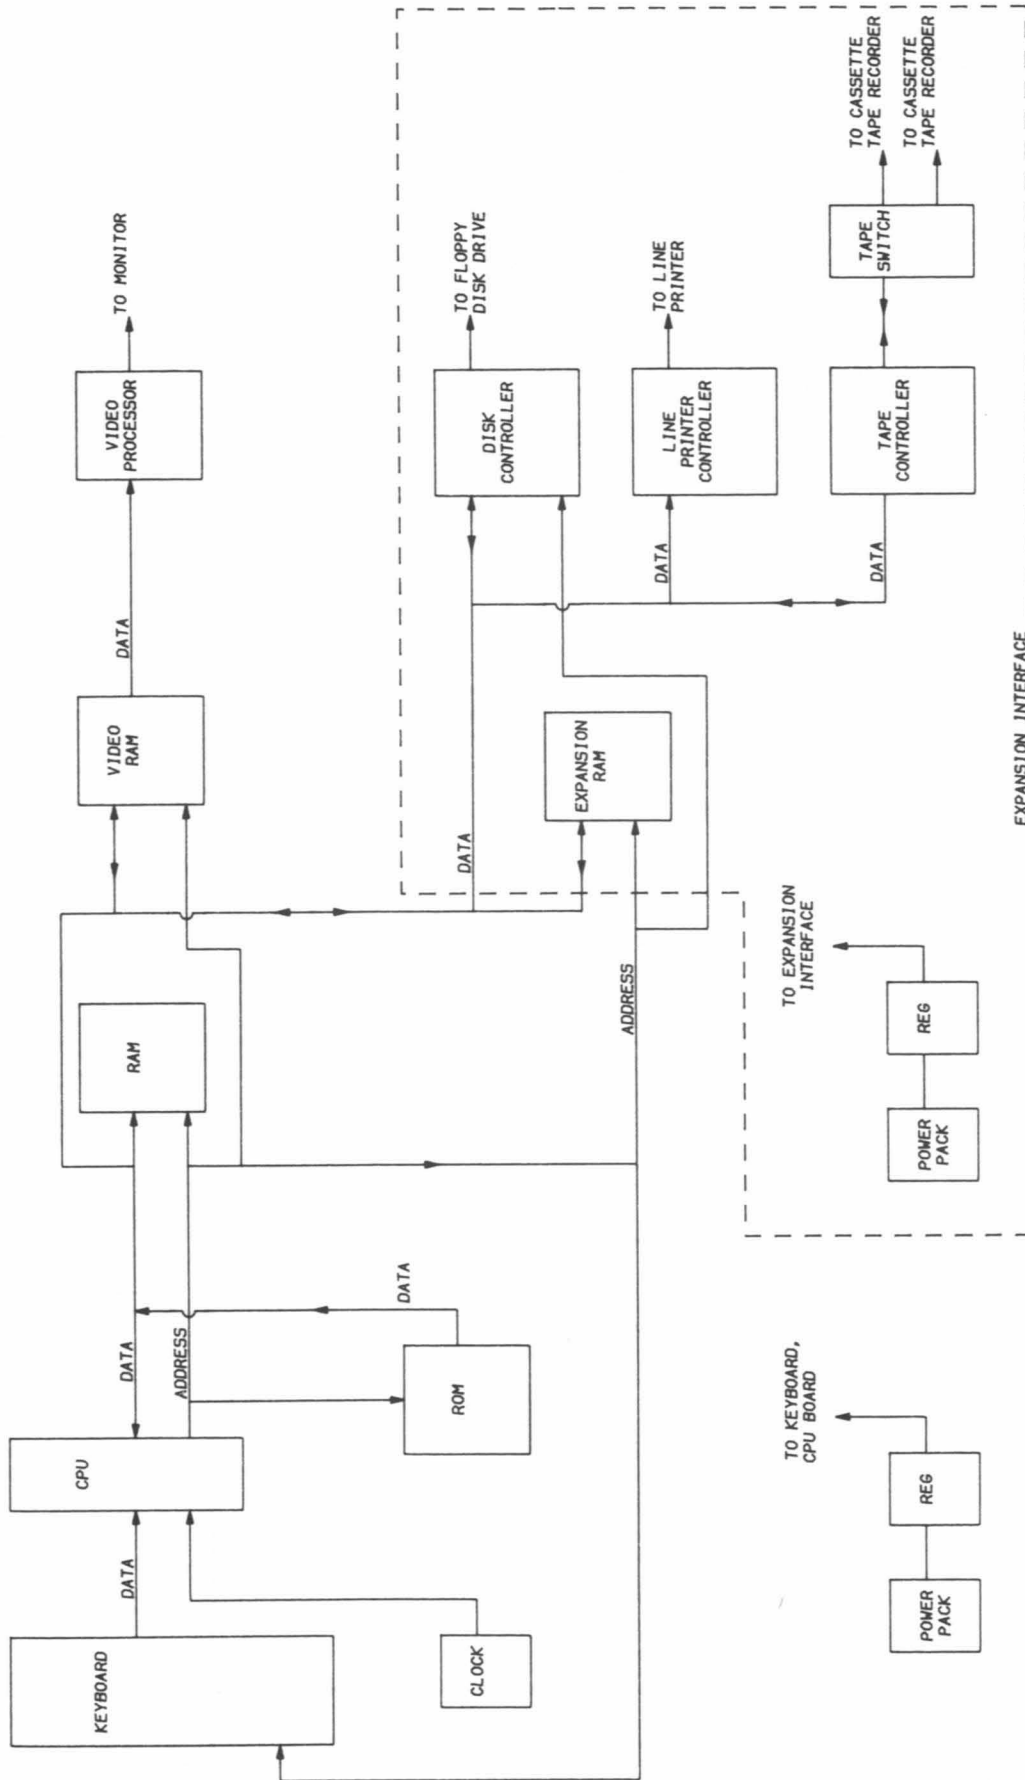 KEYBOARD
DATA
CPU
DATA
ADDRESS
RAM
VIDEO
RAM
DATA
VIDEO
PROCESSOR
TO MONITOR
CLOCK
ROM
DATA
ADDRESS
DATA
EXPANSION
RAM
DATA
DATA
DISK
CONTROLLER
TO FLOPPY
DISK DRIVE
LINE
PRINTER
CONTROLLER
TO LINE
PRINTER
TAPE
CONTROLLER
TAPE
SWITCH
TO CASSETTE
TAPE RECORDER
TO CASSETTE
TAPE RECORDER
POWER
PACK
REG
TO KEYBOARD,
CPU BOARD
POWER
PACK
REG
TO EXPANSION
INTERFACE
EXPANSION INTERFACE